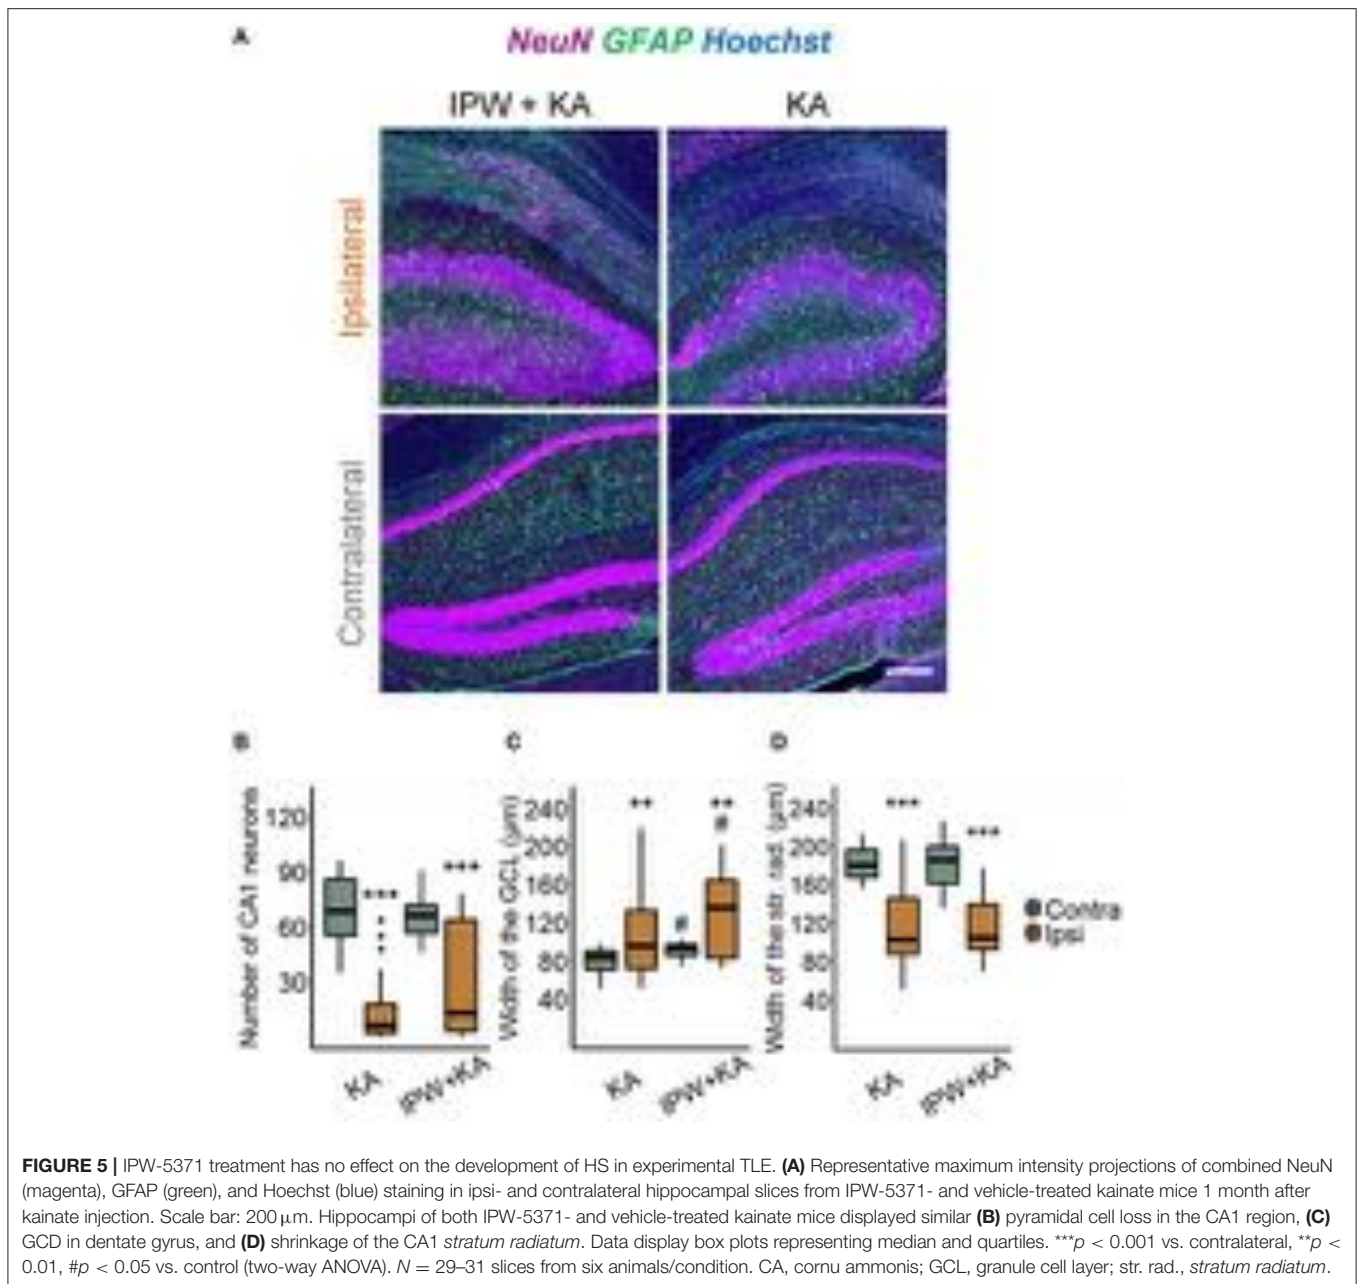 A
NeuN GFAP Hoechst
IPW + KA KA
Ipsilateral
Contralateral
B C D
Number of CA1 neurons
120
90
60
30
*** ***
KA IPW+KA
Width of the GCL (µm)
240
200
160
120
80
40
** **
# #
KA IPW+KA
Width of the str. rad. (µm)
240
200
160
120
80
40
*** ***
KA IPW+KA
Contra
Ipsi
FIGURE 5 | IPW-5371 treatment has no effect on the development of HS in experimental TLE. (A) Representative maximum intensity projections of combined NeuN
(magenta), GFAP (green), and Hoechst (blue) staining in ipsi- and contralateral hippocampal slices from IPW-5371- and vehicle-treated kainate mice 1 month after
kainate injection. Scale bar: 200 µm. Hippocampi of both IPW-5371- and vehicle-treated kainate mice displayed similar (B) pyramidal cell loss in the CA1 region, (C)
GCD in dentate gyrus, and (D) shrinkage of the CA1 stratum radiatum. Data display box plots representing median and quartiles. ***p < 0.001 vs. contralateral, **p <
0.01, #p < 0.05 vs. control (two-way ANOVA). N = 29–31 slices from six animals/condition. CA, cornu ammonis; GCL, granule cell layer; str. rad., stratum radiatum.